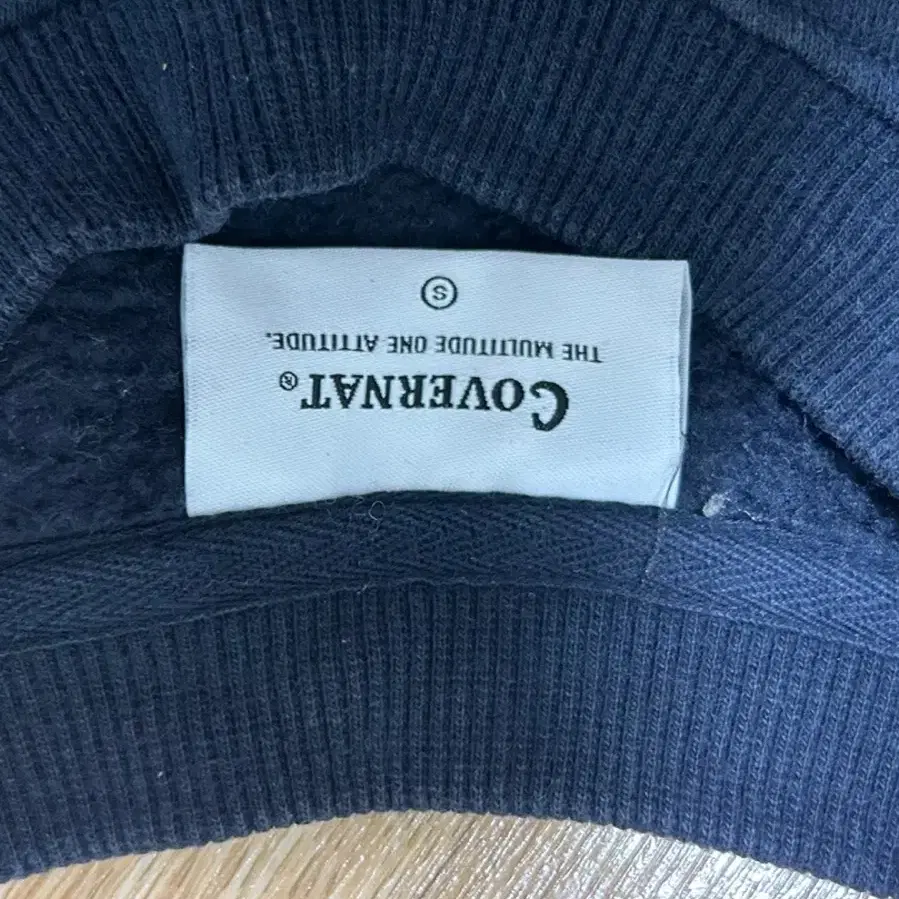 COVERNAT®
THE MULTITUDE ONE ATTITUDE.
S